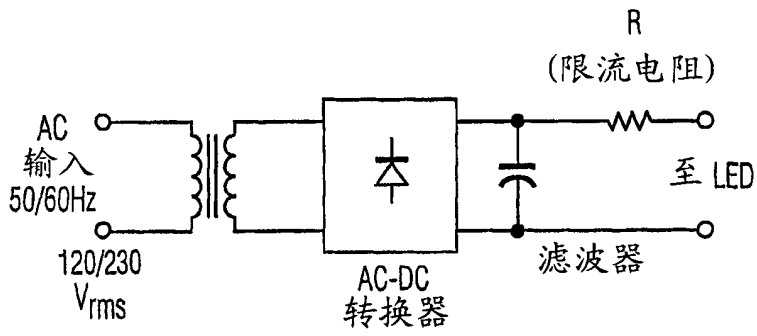 R
(限流电阻)
AC
输入
50/60Hz
120/230
Vrms
AC-DC
转换器
滤波器
至 LED